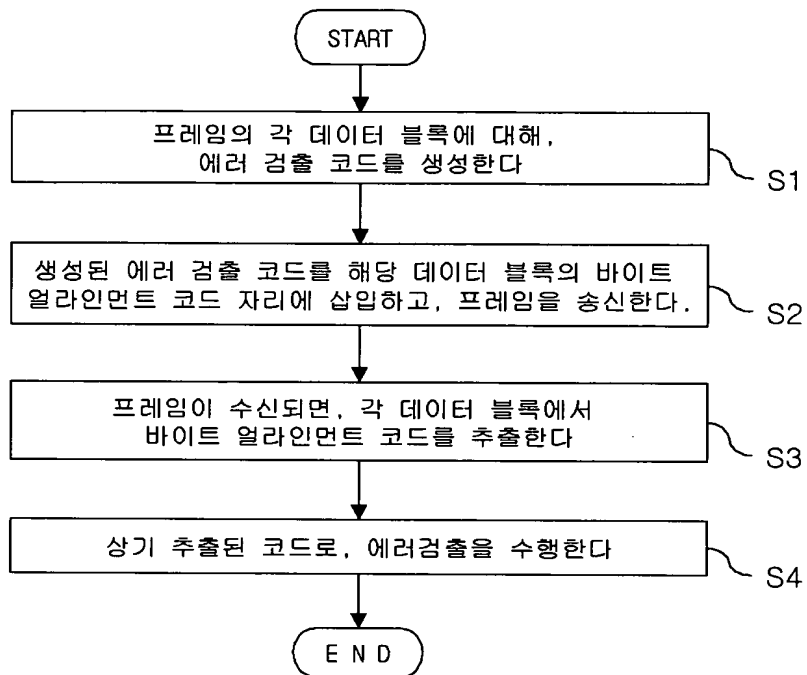 START
프레임의 각 데이터 블록에 대해,
에러 검출 코드를 생성한다
S1
생성된 에러 검출 코드를 해당 데이터 블록의 바이트
얼라인먼트 코드 자리에 삽입하고, 프레임을 송신한다.
S2
프레임이 수신되면, 각 데이터 블록에서
바이트 얼라인먼트 코드를 추출한다
S3
상기 추출된 코드로, 에러검출을 수행한다
S4
E N D